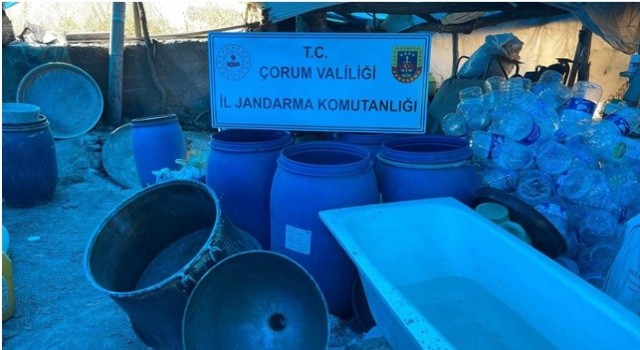 T.C.
ÇORUM VALİLİĞİ
İL JANDARMA KOMUTANLIĞI